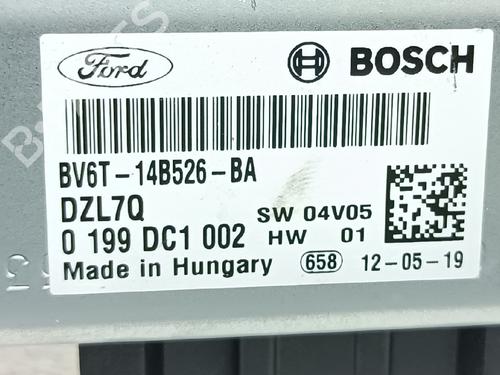 Ford
BOSCH
BV6T-14B526-BA
DZL7Q
SW 04V05
0 199 DC1 002
HW 01
Made in Hungary
658
12-05-19